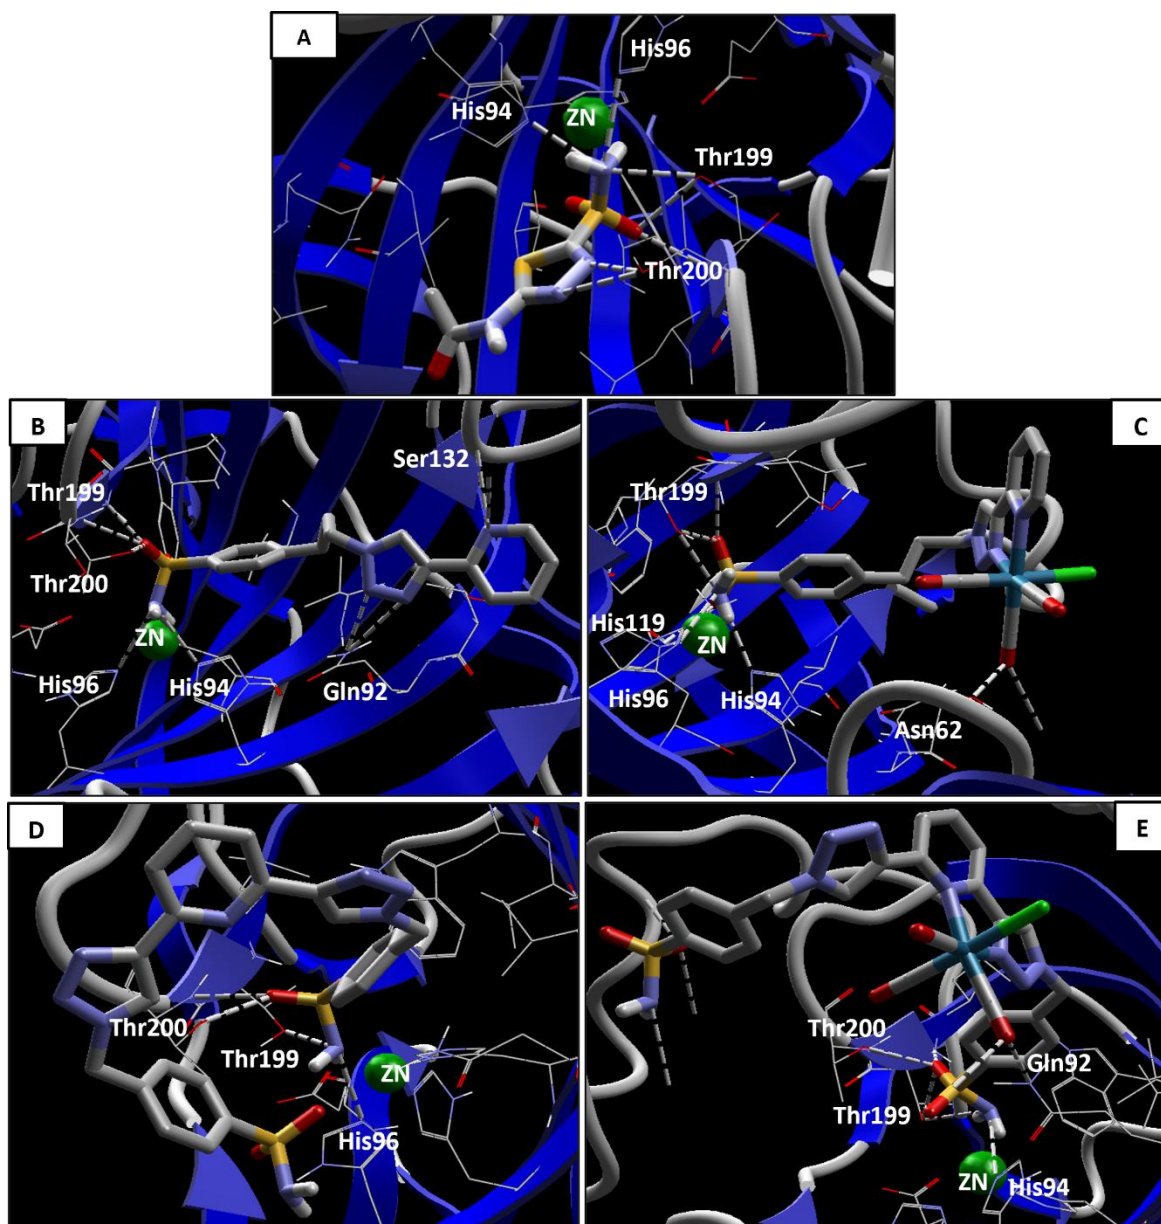 A
His96
His94
ZN
Thr199
Thr200
B
Ser132
Thr199
Thr200
ZN
His96
His94
Gln92
C
Thr199
His119
ZN
His96
His94
Asn62
D
Thr200
Thr199
ZN
His96
E
Thr200
Gln92
Thr199
ZN
His94